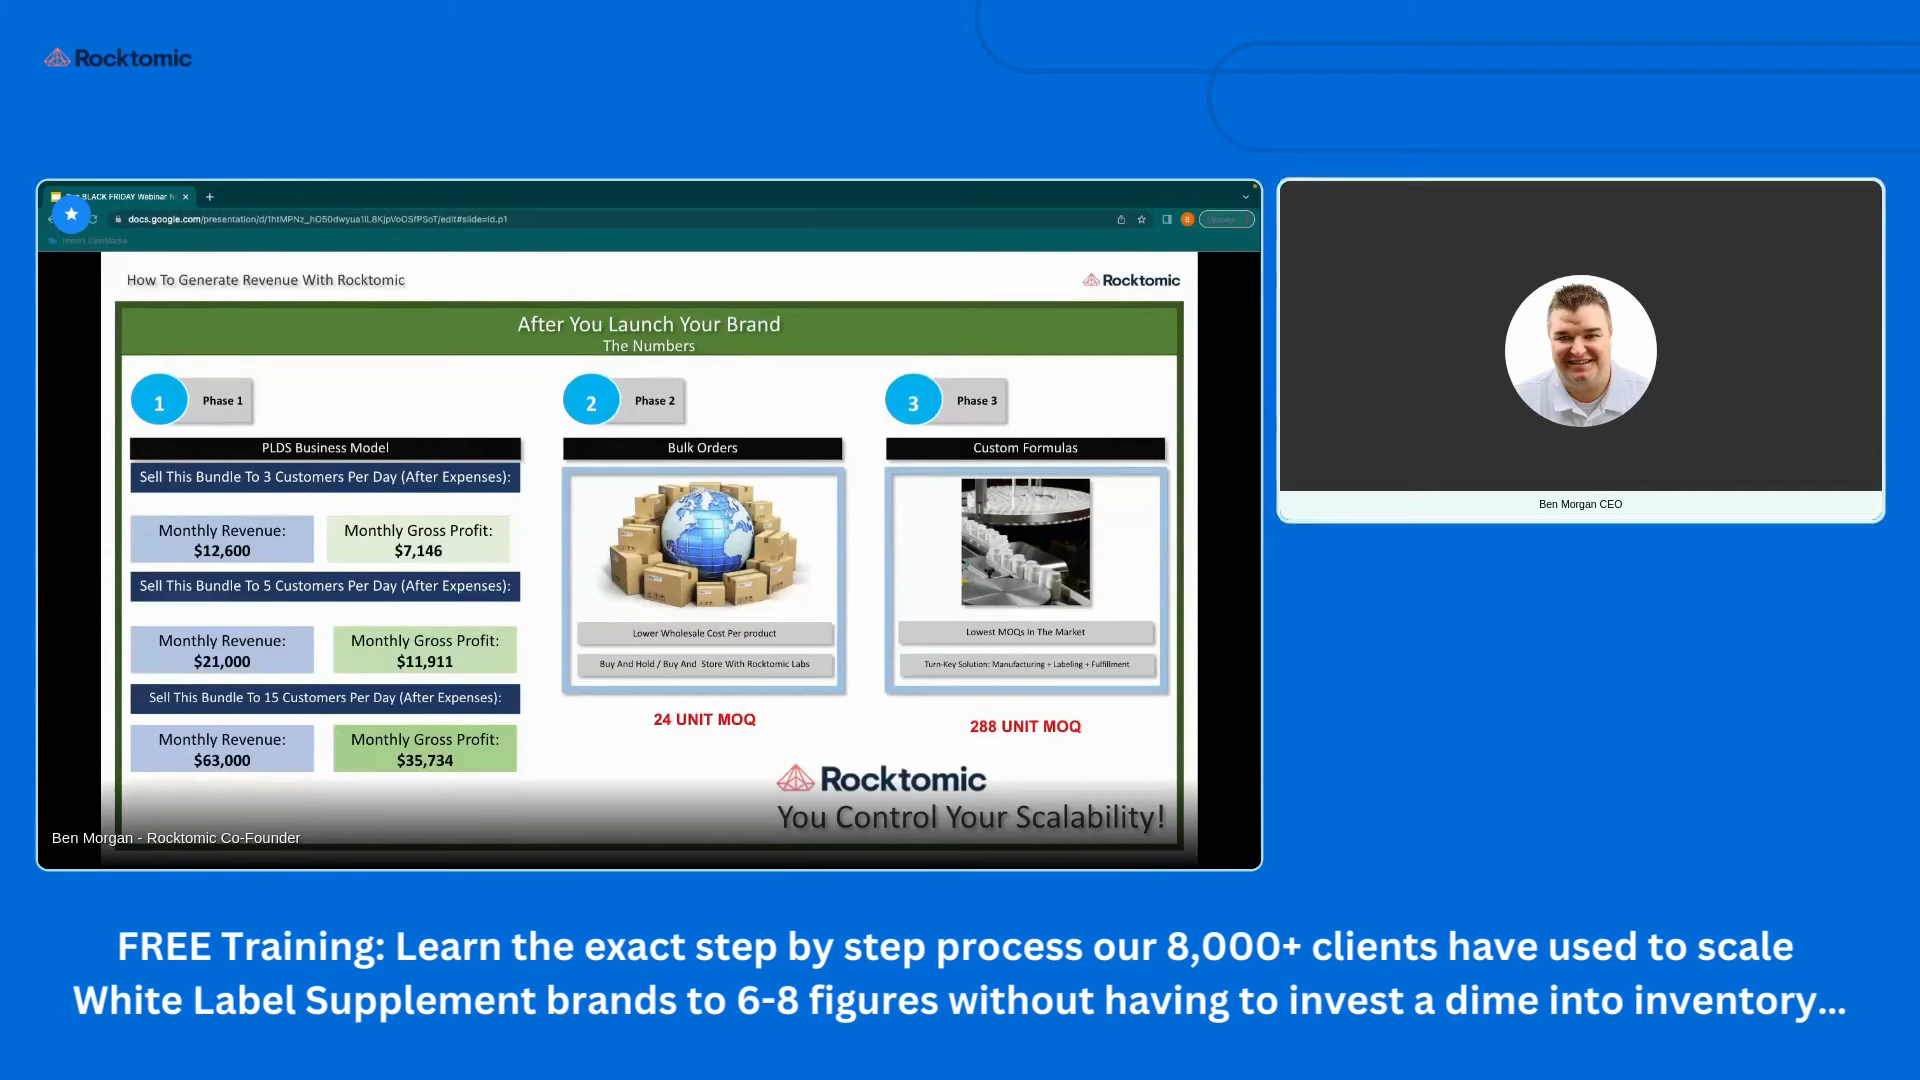 Rocktomic
BLACK FRIDAY Webinar
docs.google.com/presentation/d/1htMPNz_hO50dwyua1lL8KjpVoOSfPSoT/edit#slide=id.p1
How To Generate Revenue With Rocktomic
Rocktomic
After You Launch Your Brand
The Numbers
1
Phase 1
PLDS Business Model
Sell This Bundle To 3 Customers Per Day (After Expenses):
Monthly Revenue:
$12,600
Monthly Gross Profit:
$7,146
Sell This Bundle To 5 Customers Per Day (After Expenses):
Monthly Revenue:
$21,000
Monthly Gross Profit:
$11,911
Sell This Bundle To 15 Customers Per Day (After Expenses):
Monthly Revenue:
$63,000
Monthly Gross Profit:
$35,734
2
Phase 2
Bulk Orders
Lower Wholesale Cost Per product
Buy And Hold / Buy And Store With Rocktomic Labs
24 UNIT MOQ
3
Phase 3
Custom Formulas
Lowest MOQs In The Market
Turn-Key Solution: Manufacturing + Labeling + Fulfillment
288 UNIT MOQ
Rocktomic
You Control Your Scalability!
Ben Morgan - Rocktomic Co-Founder
Ben Morgan CEO
FREE Training: Learn the exact step by step process our 8,000+ clients have used to scale
White Label Supplement brands to 6-8 figures without having to invest a dime into inventory...